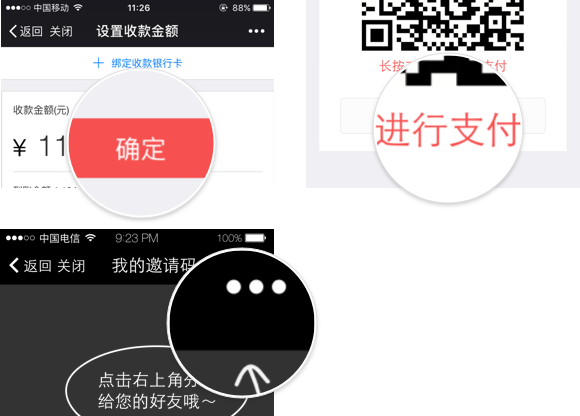 中国移动 11:26 88%
返回 关闭 设置收款金额
绑定收款银行卡
收款金额(元)
¥ 11
确定
长按
支付
进行支付
中国电信 9:23 PM 100%
返回 关闭 我的邀请码
点击右上角分
给您的好友哦～